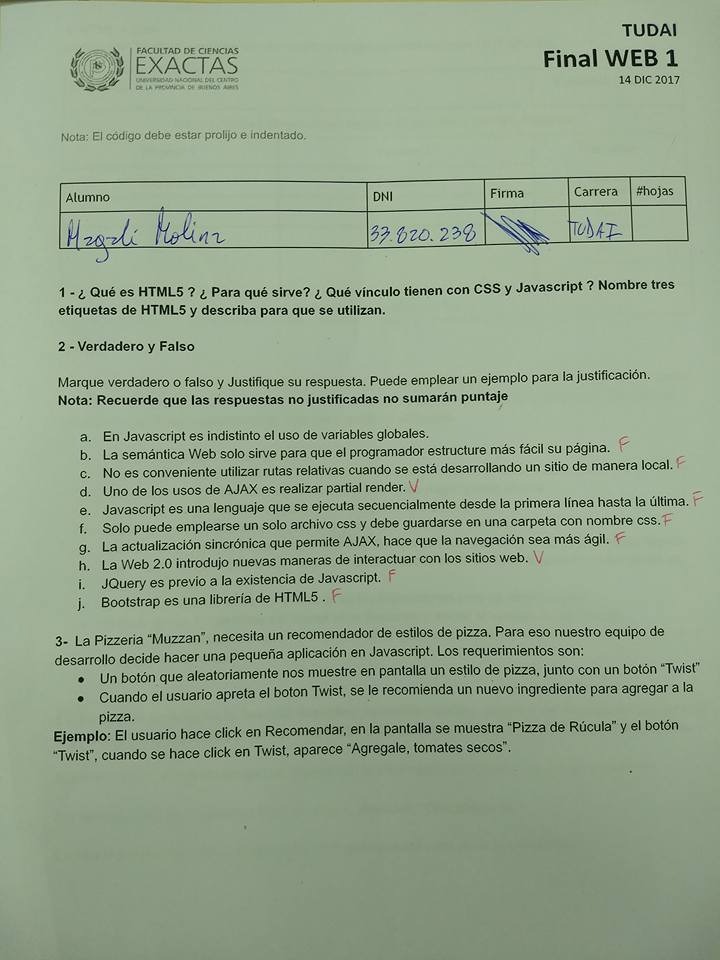 TUDAI
Final WEB 1
14 DIC 2017
FACULTAD DE CIENCIAS
EXACTAS
UNIVERSIDAD NACIONAL DEL CENTRO
DE LA PROVINCIA DE BUENOS AIRES
Nota: El código debe estar prolijo e indentado.
Alumno DNI Firma Carrera #hojas
Magali Molina 33.820.238 TUDAI
1 - ¿ Qué es HTML5 ? ¿ Para qué sirve? ¿ Qué vínculo tienen con CSS y Javascript ? Nombre tres
etiquetas de HTML5 y describa para que se utilizan.
2 - Verdadero y Falso
Marque verdadero o falso y Justifique su respuesta. Puede emplear un ejemplo para la justificación.
Nota: Recuerde que las respuestas no justificadas no sumarán puntaje
a. En Javascript es indistinto el uso de variables globales.
b. La semántica Web solo sirve para que el programador estructure más fácil su página. F
c. No es conveniente utilizar rutas relativas cuando se está desarrollando un sitio de manera local. F
d. Uno de los usos de AJAX es realizar partial render. V
e. Javascript es una lenguaje que se ejecuta secuencialmente desde la primera línea hasta la última. F
f. Solo puede emplearse un solo archivo css y debe guardarse en una carpeta con nombre css. F
g. La actualización sincrónica que permite AJAX, hace que la navegación sea más ágil. F
h. La Web 2.0 introdujo nuevas maneras de interactuar con los sitios web. V
i. JQuery es previo a la existencia de Javascript. F
j. Bootstrap es una librería de HTML5 . F
3- La Pizzeria “Muzzan”, necesita un recomendador de estilos de pizza. Para eso nuestro equipo de
desarrollo decide hacer una pequeña aplicación en Javascript. Los requerimientos son:
● Un botón que aleatoriamente nos muestre en pantalla un estilo de pizza, junto con un botón “Twist”
● Cuando el usuario apreta el boton Twist, se le recomienda un nuevo ingrediente para agregar a la
pizza.
Ejemplo: El usuario hace click en Recomendar, en la pantalla se muestra “Pizza de Rúcula” y el botón
“Twist”, cuando se hace click en Twist, aparece “Agregale, tomates secos”.